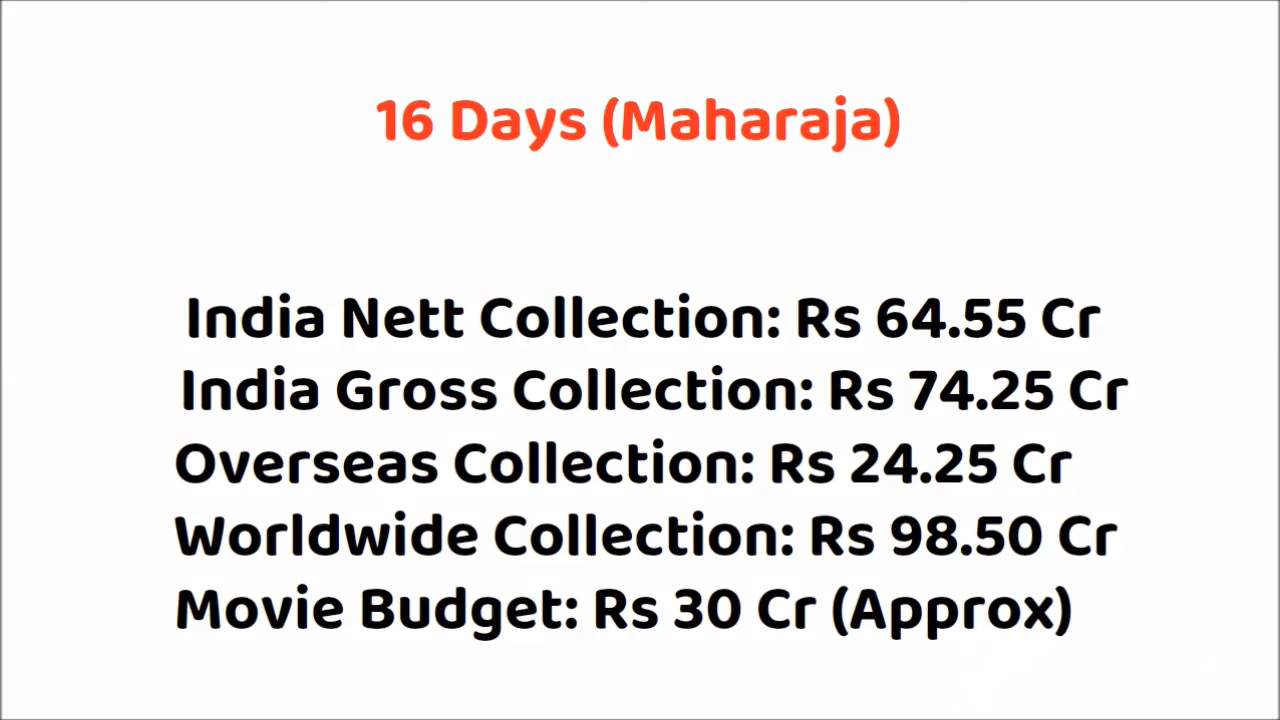 16 Days (Maharaja)
India Nett Collection: Rs 64.55 Cr
India Gross Collection: Rs 74.25 Cr
Overseas Collection: Rs 24.25 Cr
Worldwide Collection: Rs 98.50 Cr
Movie Budget: Rs 30 Cr (Approx)